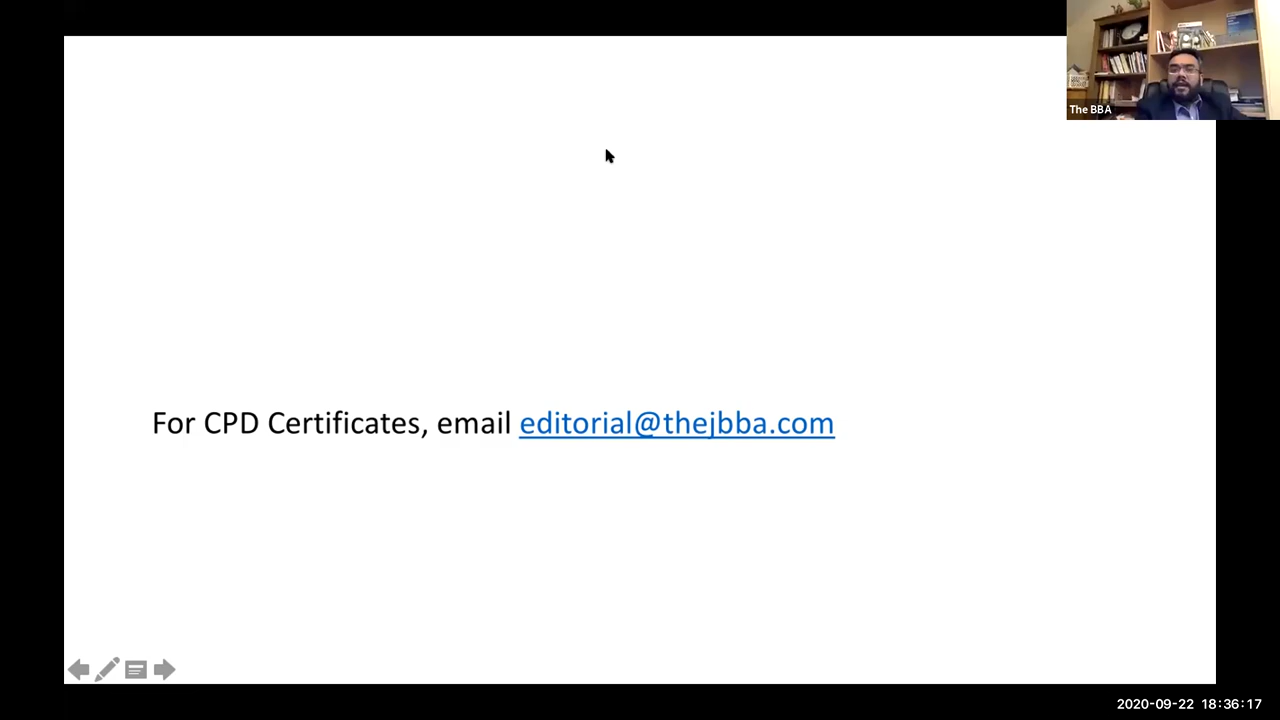 The BBA
For CPD Certificates, email editorial@thejbba.com
2020-09-22 18:36:17